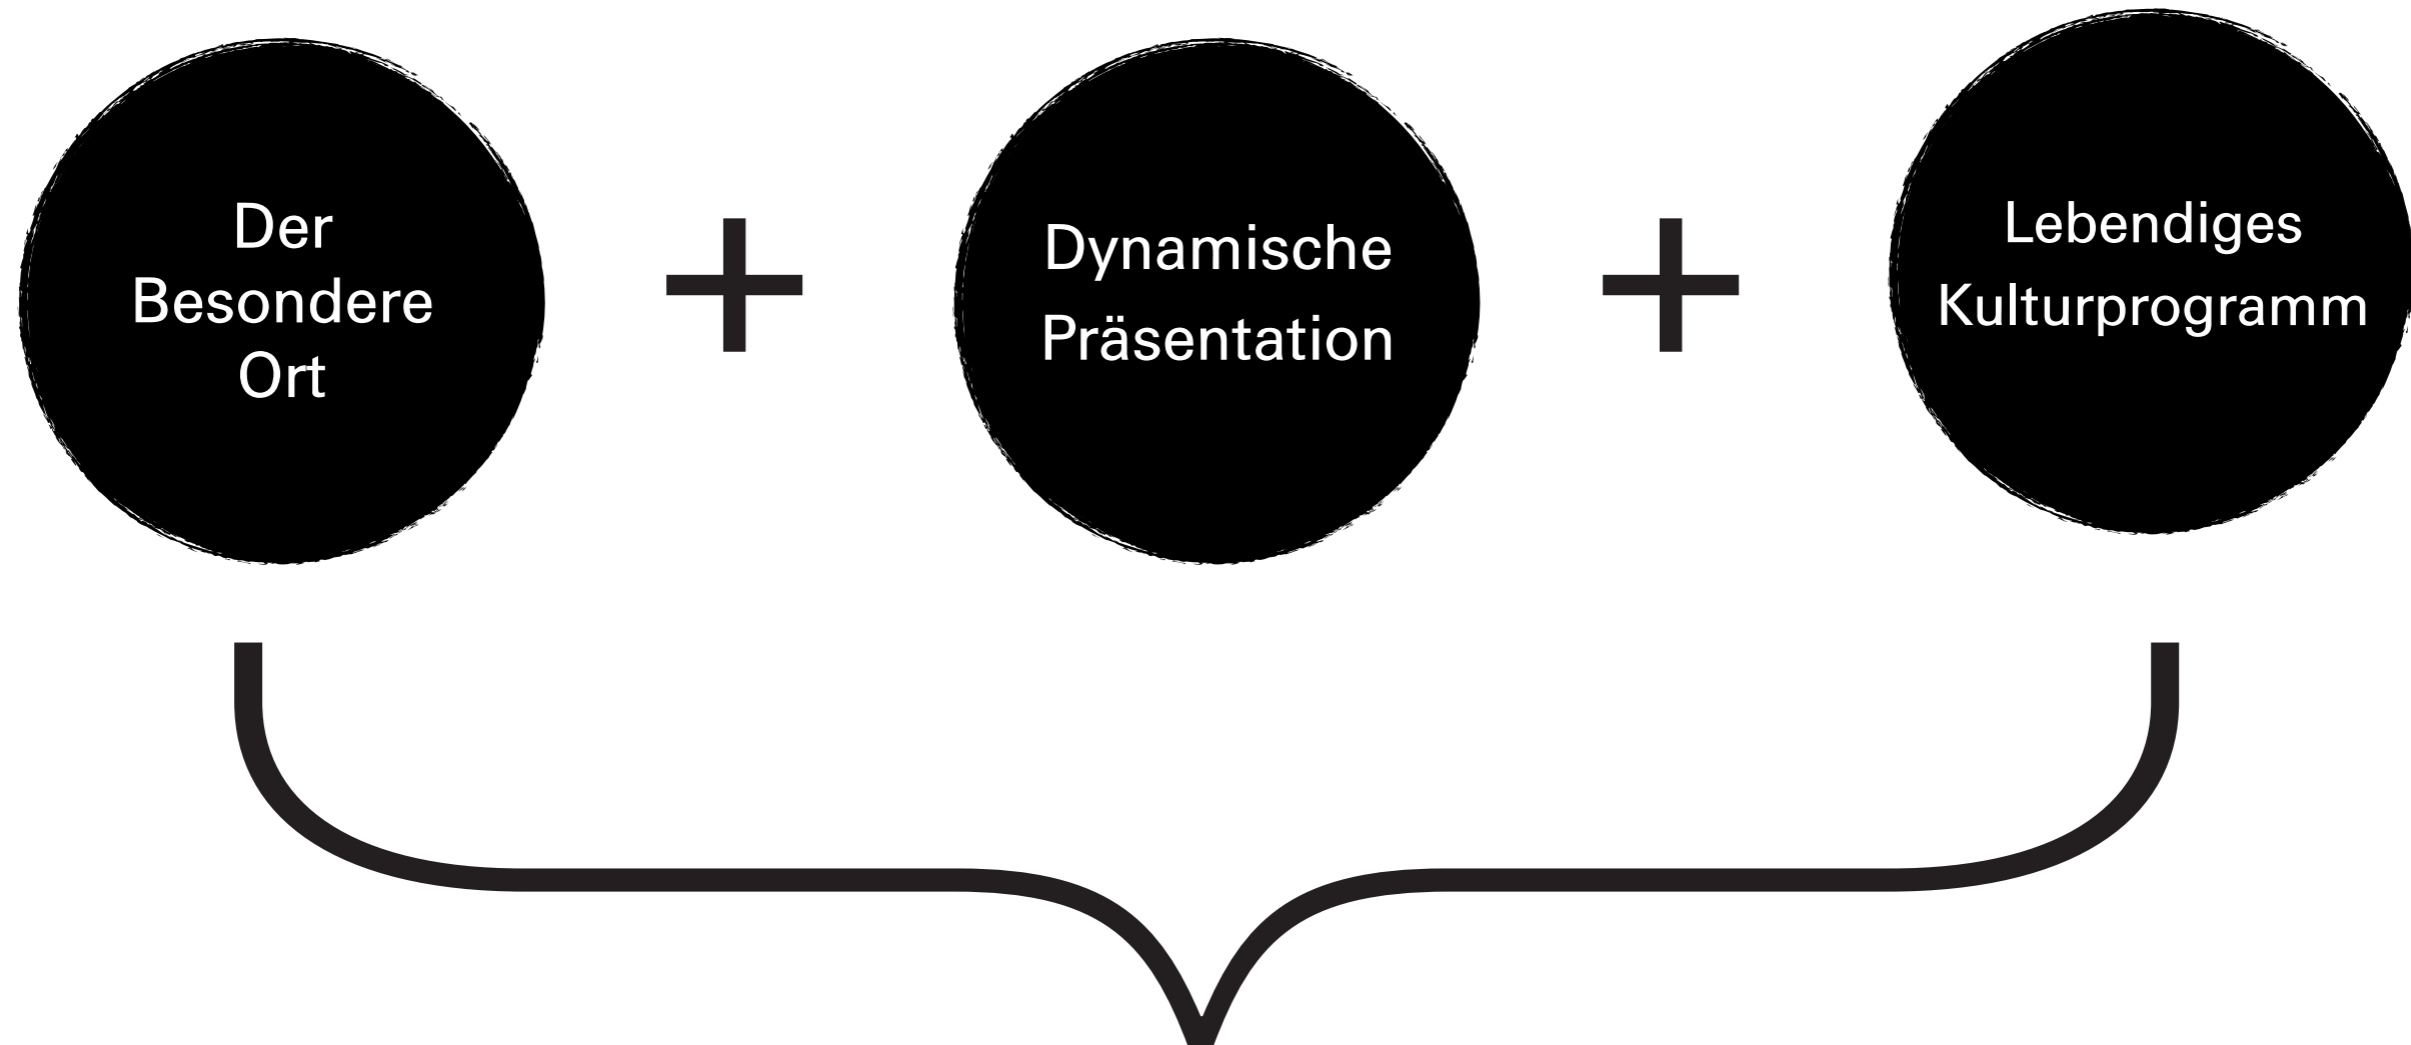 Der
Besondere
Ort
+
Dynamische
Präsentation
+
Lebendiges
Kulturprogramm